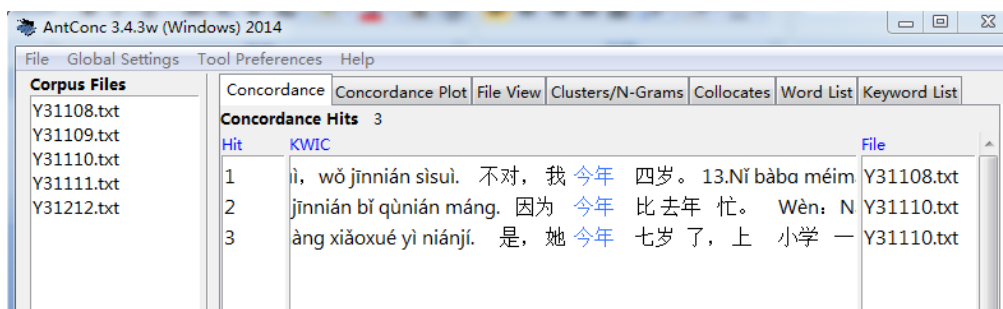 AntConc 3.4.3w (Windows) 2014
File Global Settings Tool Preferences Help
Corpus Files
Y31108.txt
Y31109.txt
Y31110.txt
Y31111.txt
Y31212.txt
Concordance Concordance Plot File View Clusters/N-Grams Collocates Word List Keyword List
Concordance Hits 3
Hit KWIC File
1 ì, wǒ jīnnián sìsuì. 不对, 我 今年 四岁。 13.Nǐ bàba méim Y31108.txt
2 jīnnián bǐ qùnián máng. 因为 今年 比 去年 忙。 Wèn: N Y31110.txt
3 àng xiǎoxué yì niánjí. 是, 她 今年 七岁 了, 上 小学 一 Y31110.txt